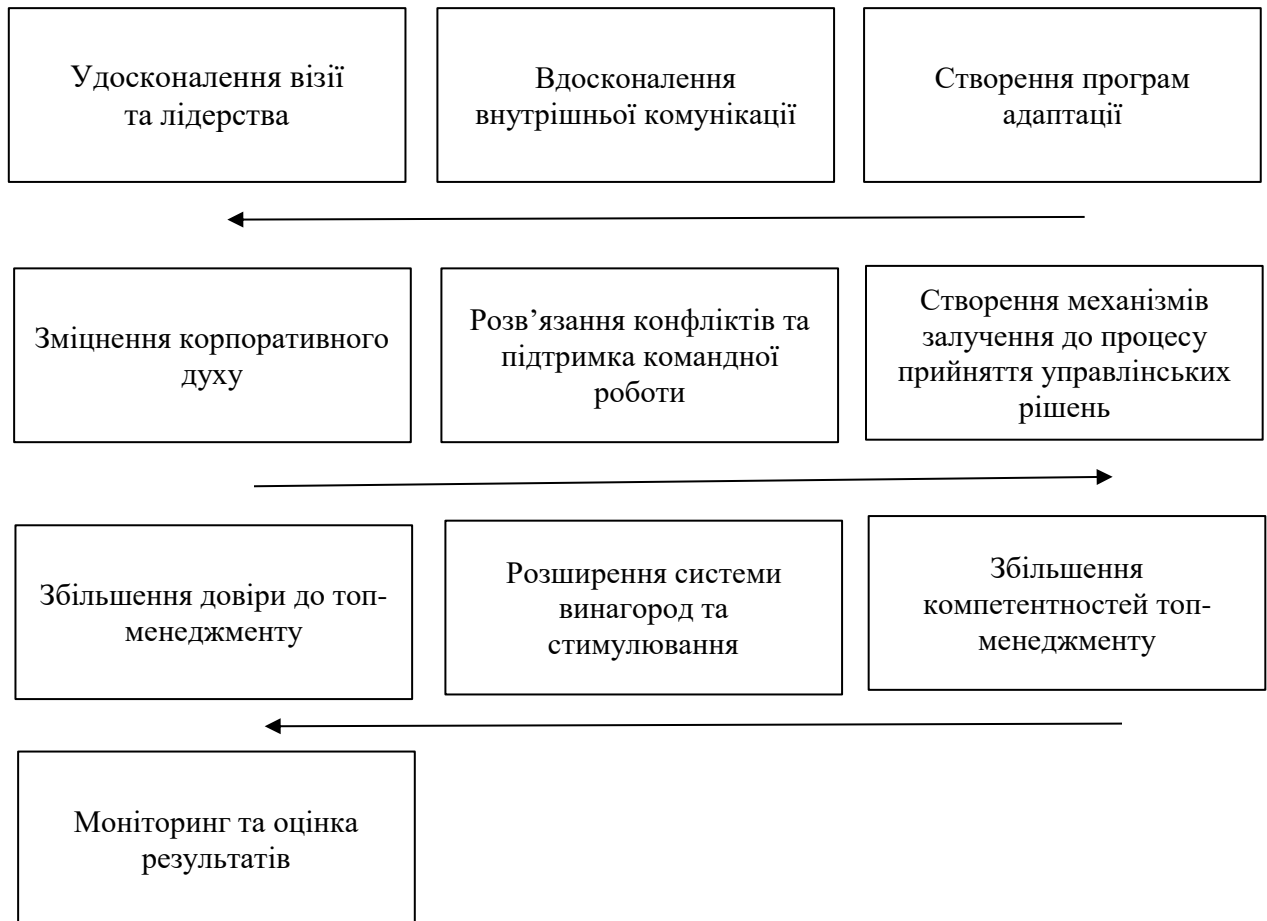 Удосконалення візії
та лідерства
Вдосконалення
внутрішньої комунікації
Створення програм
адаптації
Зміцнення корпоративного
духу
Розв’язання конфліктів та
підтримка командної
роботи
Створення механізмів
залучення до процесу
прийняття управлінських
рішень
Збільшення довіри до топ-
менеджменту
Розширення системи
винагород та
стимулювання
Збільшення
компетентностей топ-
менеджменту
Моніторинг та оцінка
результатів